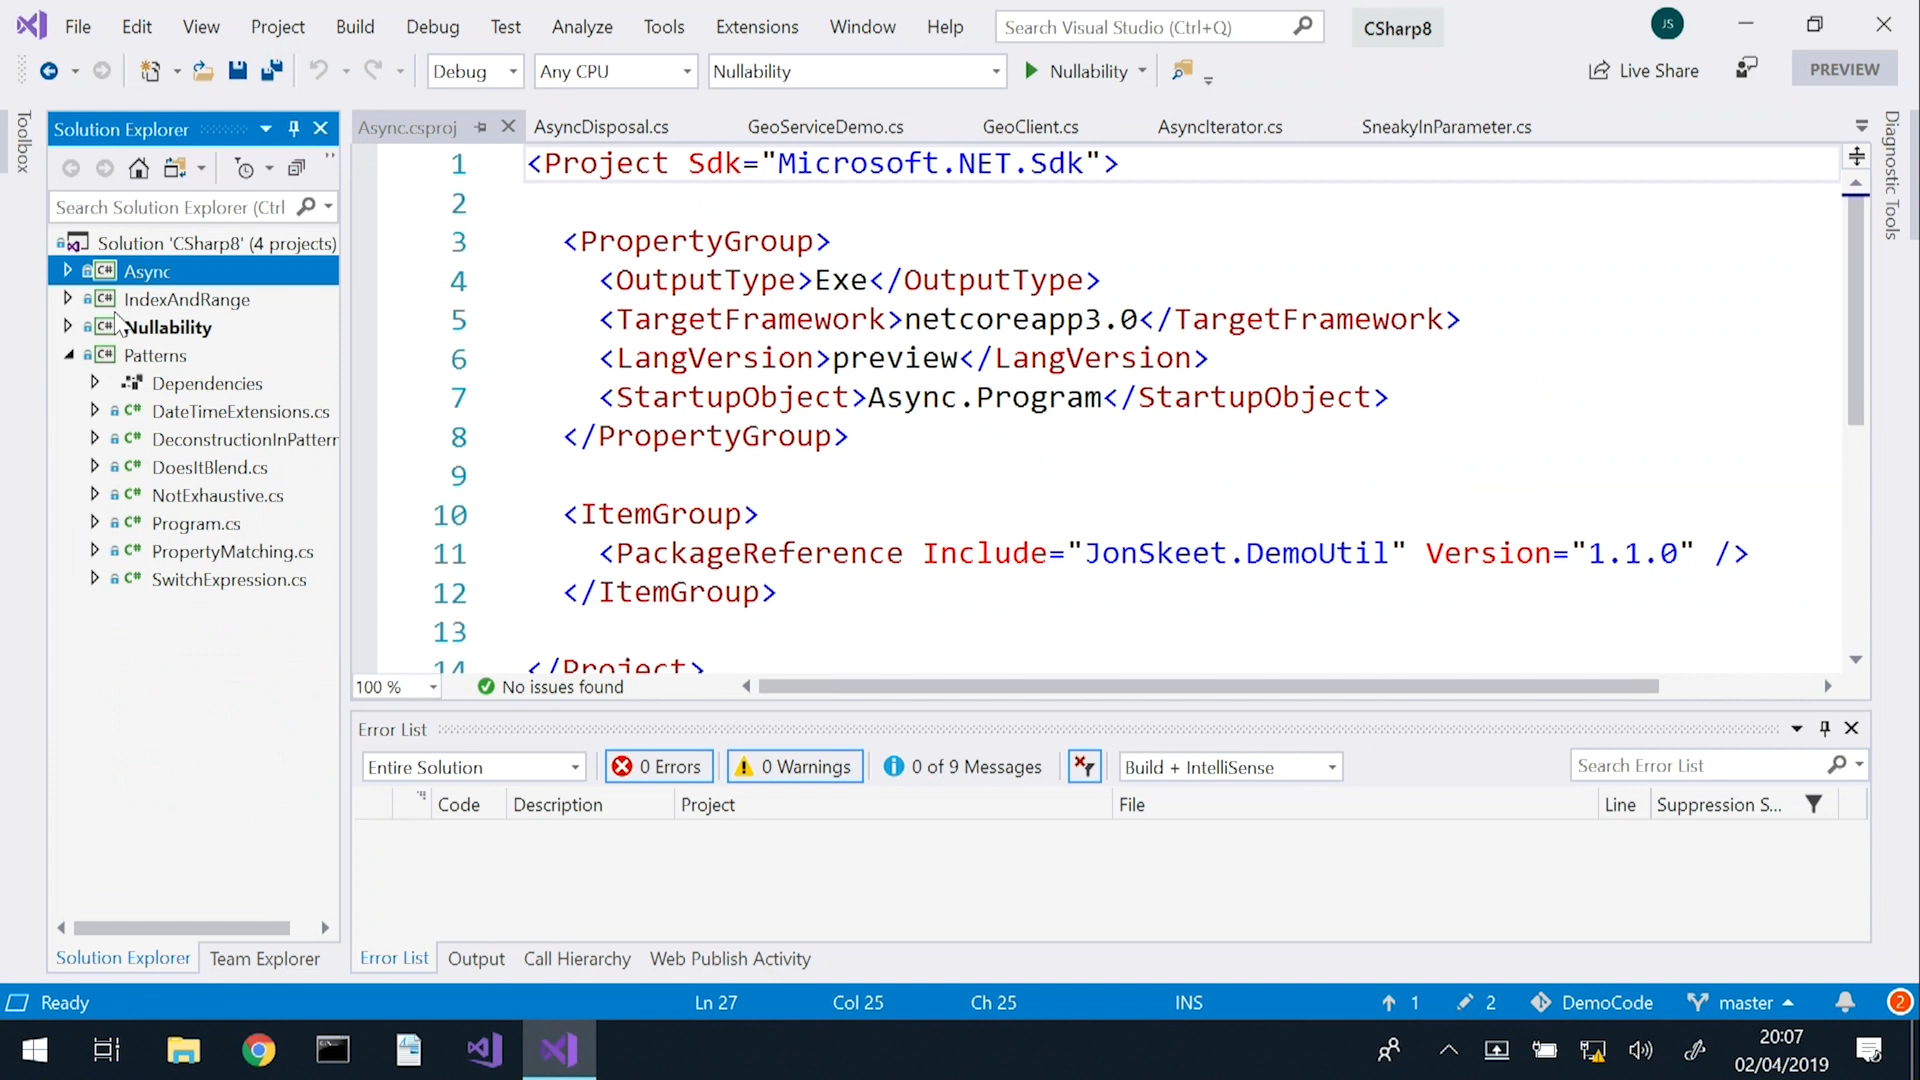 File Edit View Project Build Debug Test Analyze Tools Extensions Window Help Search Visual Studio (Ctrl+Q) CSharp8 JS
Debug Any CPU Nullability Nullability Live Share PREVIEW
Toolbox
Solution Explorer
Search Solution Explorer (Ctrl
Solution 'CSharp8' (4 projects)
C# Async
C# IndexAndRange
C# Nullability
C# Patterns
Dependencies
C# DateTimeExtensions.cs
C# DeconstructionInPattern
C# DoesItBlend.cs
C# NotExhaustive.cs
C# Program.cs
C# PropertyMatching.cs
C# SwitchExpression.cs
Solution Explorer Team Explorer
Async.csproj AsyncDisposal.cs GeoServiceDemo.cs GeoClient.cs AsyncIterator.cs SneakyInParameter.cs
1 <Project Sdk="Microsoft.NET.Sdk">
2
3 <PropertyGroup>
4 <OutputType>Exe</OutputType>
5 <TargetFramework>netcoreapp3.0</TargetFramework>
6 <LangVersion>preview</LangVersion>
7 <StartupObject>Async.Program</StartupObject>
8 </PropertyGroup>
9
10 <ItemGroup>
11 <PackageReference Include="JonSkeet.DemoUtil" Version="1.1.0" />
12 </ItemGroup>
13
14 </Project>
100 % No issues found
Diagnostic Tools
Error List
Entire Solution 0 Errors 0 Warnings 0 of 9 Messages Build + IntelliSense Search Error List
Code Description Project File Line Suppression S...
Error List Output Call Hierarchy Web Publish Activity
Ready Ln 27 Col 25 Ch 25 INS 1 2 DemoCode master 2
20:07
02/04/2019